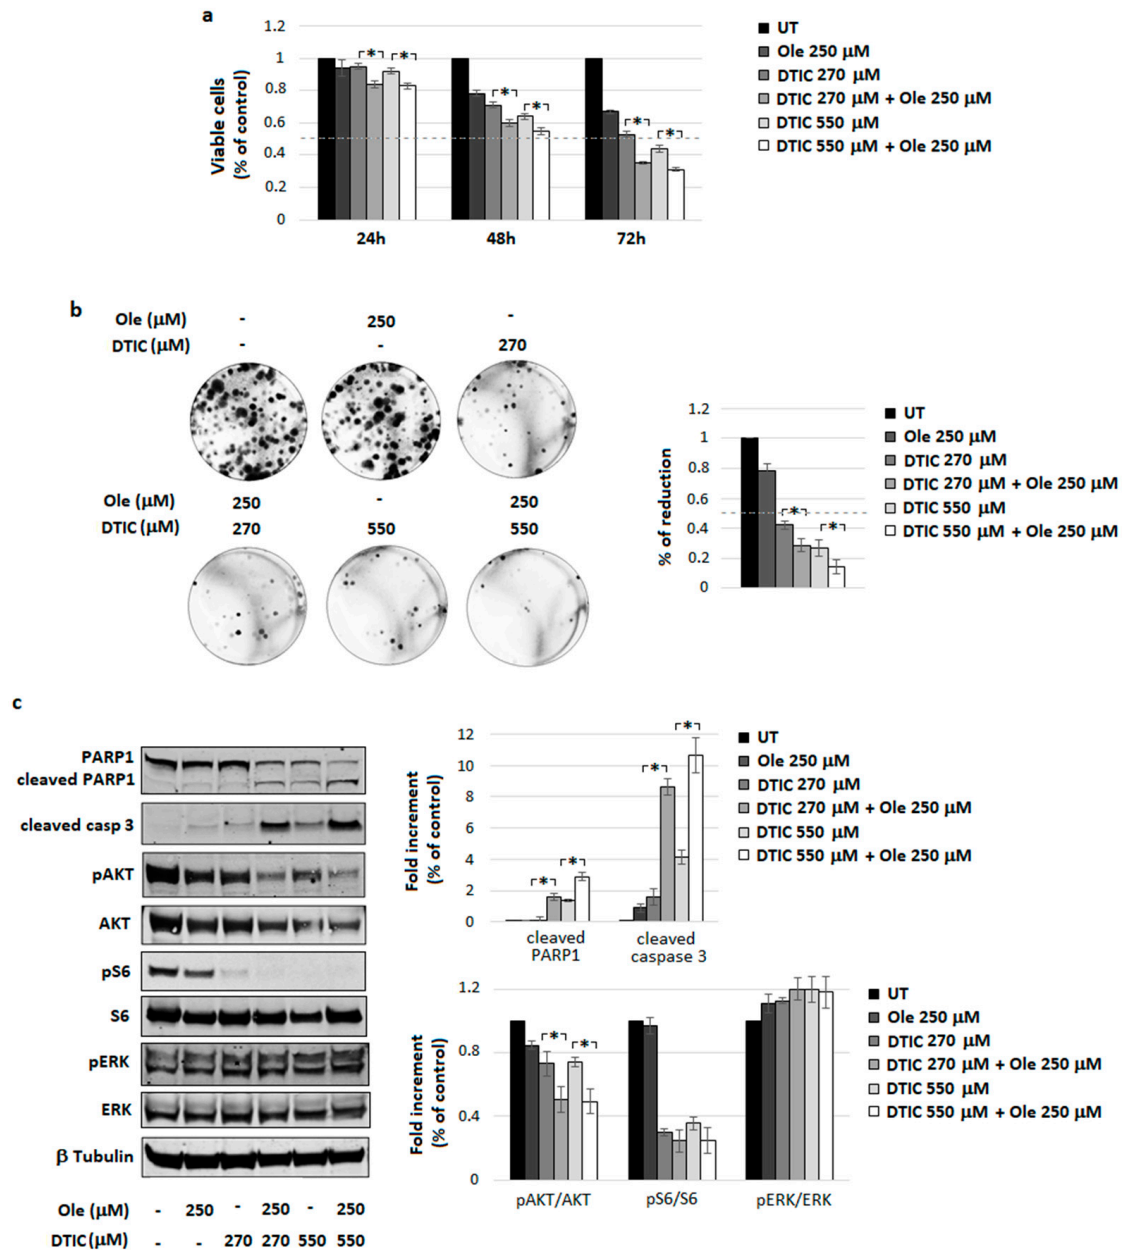 a
1.2
1
0.8
0.6
0.4
0.2
0
Viable cells
(% of control)
* * * * * *
24h 48h 72h
UT
Ole 250 μM
DTIC 270 μM
DTIC 270 μM + Ole 250 μM
DTIC 550 μM
DTIC 550 μM + Ole 250 μM
b
Ole (μM) - 250 -
DTIC (μM) - - 270
Ole (μM) 250 - 250
DTIC (μM) 270 550 550
1.2
1
0.8
0.6
0.4
0.2
0
% of reduction
* *
UT
Ole 250 μM
DTIC 270 μM
DTIC 270 μM + Ole 250 μM
DTIC 550 μM
DTIC 550 μM + Ole 250 μM
c
PARP1
cleaved PARP1
cleaved casp 3
pAKT
AKT
pS6
S6
pERK
ERK
β Tubulin
Ole (μM) - 250 - 250 - 250
DTIC (μM) - - 270 270 550 550
12
10
8
6
4
2
0
Fold increment
(% of control)
* * * *
cleaved
PARP1
cleaved
caspase 3
UT
Ole 250 μM
DTIC 270 μM
DTIC 270 μM + Ole 250 μM
DTIC 550 μM
DTIC 550 μM + Ole 250 μM
1.2
0.8
0.4
0
Fold increment
(% of control)
* *
pAKT/AKT pS6/S6 pERK/ERK
UT
Ole 250 μM
DTIC 270 μM
DTIC 270 μM + Ole 250 μM
DTIC 550 μM
DTIC 550 μM + Ole 250 μM